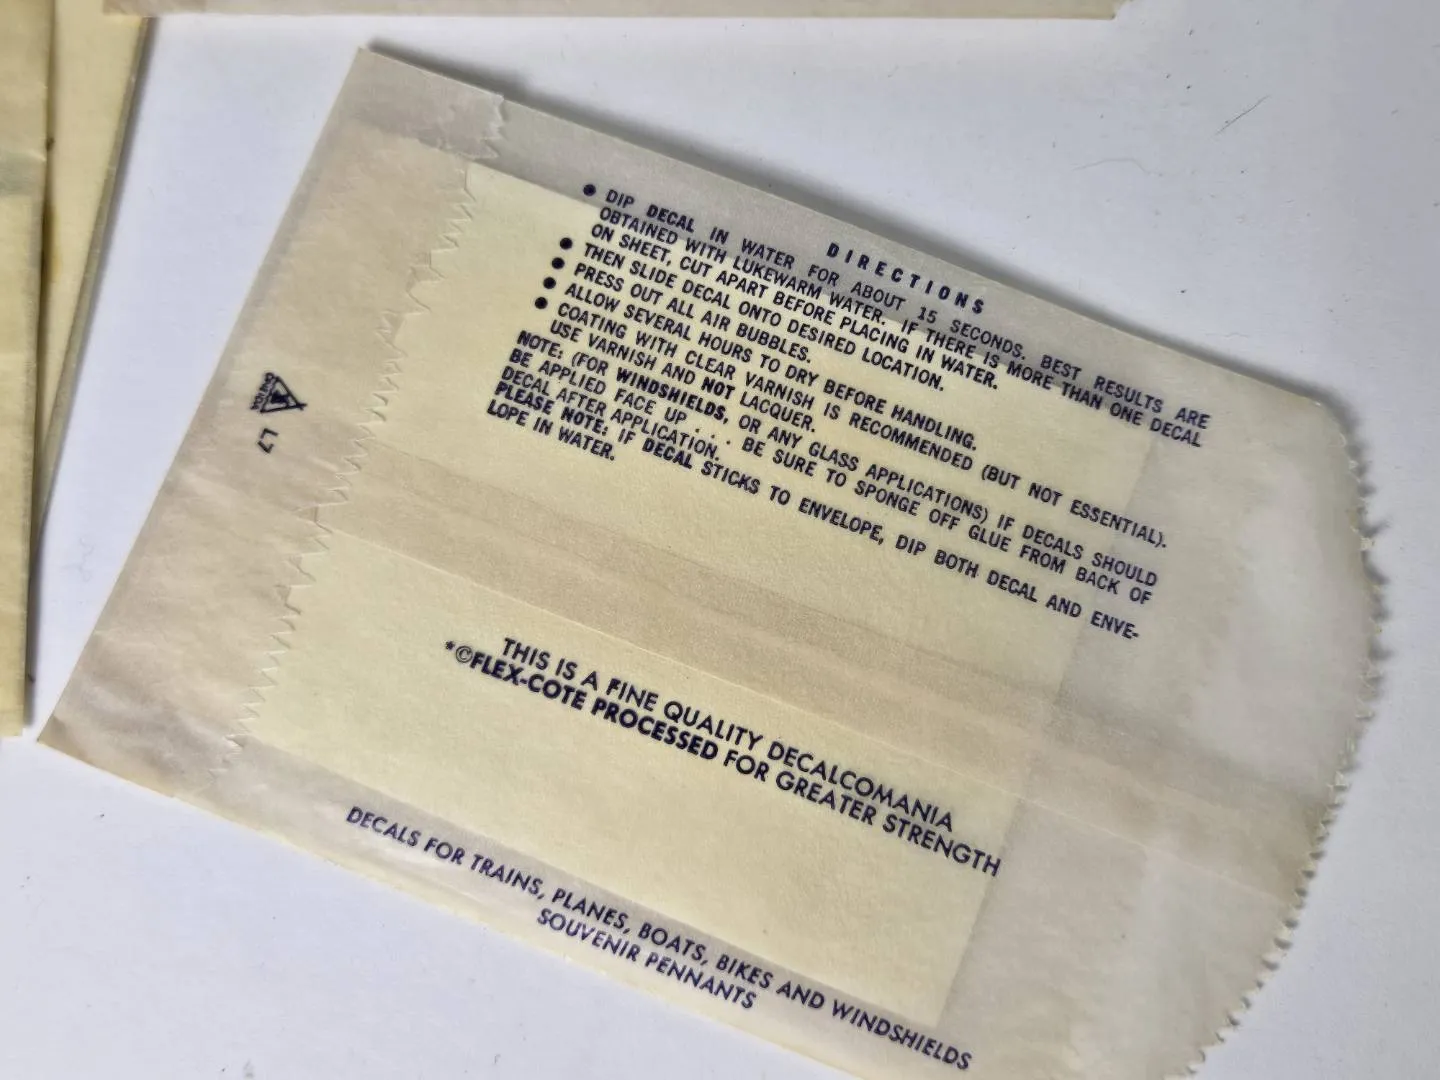 DIRECTIONS
● DIP DECAL IN WATER FOR ABOUT 15 SECONDS. BEST RESULTS ARE
OBTAINED WITH LUKEWARM WATER. IF THERE IS MORE THAN ONE DECAL
ON SHEET, CUT APART BEFORE PLACING IN WATER.
● THEN SLIDE DECAL ONTO DESIRED LOCATION.
● PRESS OUT ALL AIR BUBBLES.
● ALLOW SEVERAL HOURS TO DRY BEFORE HANDLING.
● COATING WITH CLEAR VARNISH IS RECOMMENDED (BUT NOT ESSENTIAL).
USE VARNISH AND NOT LACQUER.
NOTE: (FOR WINDSHIELDS, OR ANY GLASS APPLICATIONS) IF DECALS SHOULD
BE APPLIED FACE UP . . . BE SURE TO SPONGE OFF GLUE FROM BACK OF
DECAL AFTER APPLICATION.
PLEASE NOTE: IF DECAL STICKS TO ENVELOPE, DIP BOTH DECAL AND ENVE-
LOPE IN WATER.
THIS IS A FINE QUALITY DECALCOMANIA
*©FLEX-COTE PROCESSED FOR GREATER STRENGTH
DECALS FOR TRAINS, PLANES, BOATS, BIKES AND WINDSHIELDS
SOUVENIR PENNANTS
L7